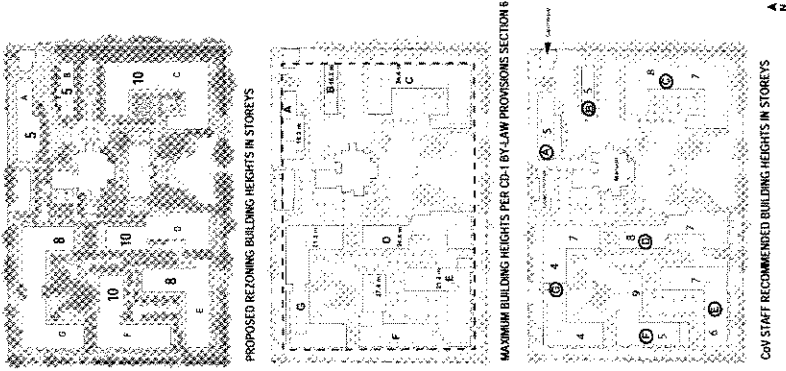 A
5
B
5
10
C
8
10
D
10
8
G
F
E
PROPOSED REZONING BUILDING HEIGHTS IN STOREYS
A
B
C
G
D
F
E
MAXIMUM BUILDING HEIGHTS PER CD-1 BY-LAW PROVISIONS SECTION 6
A
5
B
5
8
C
7
G
4
7
8
D
7
4
9
7
F
5
6
E
CoV STAFF RECOMMENDED BUILDING HEIGHTS IN STOREYS
N